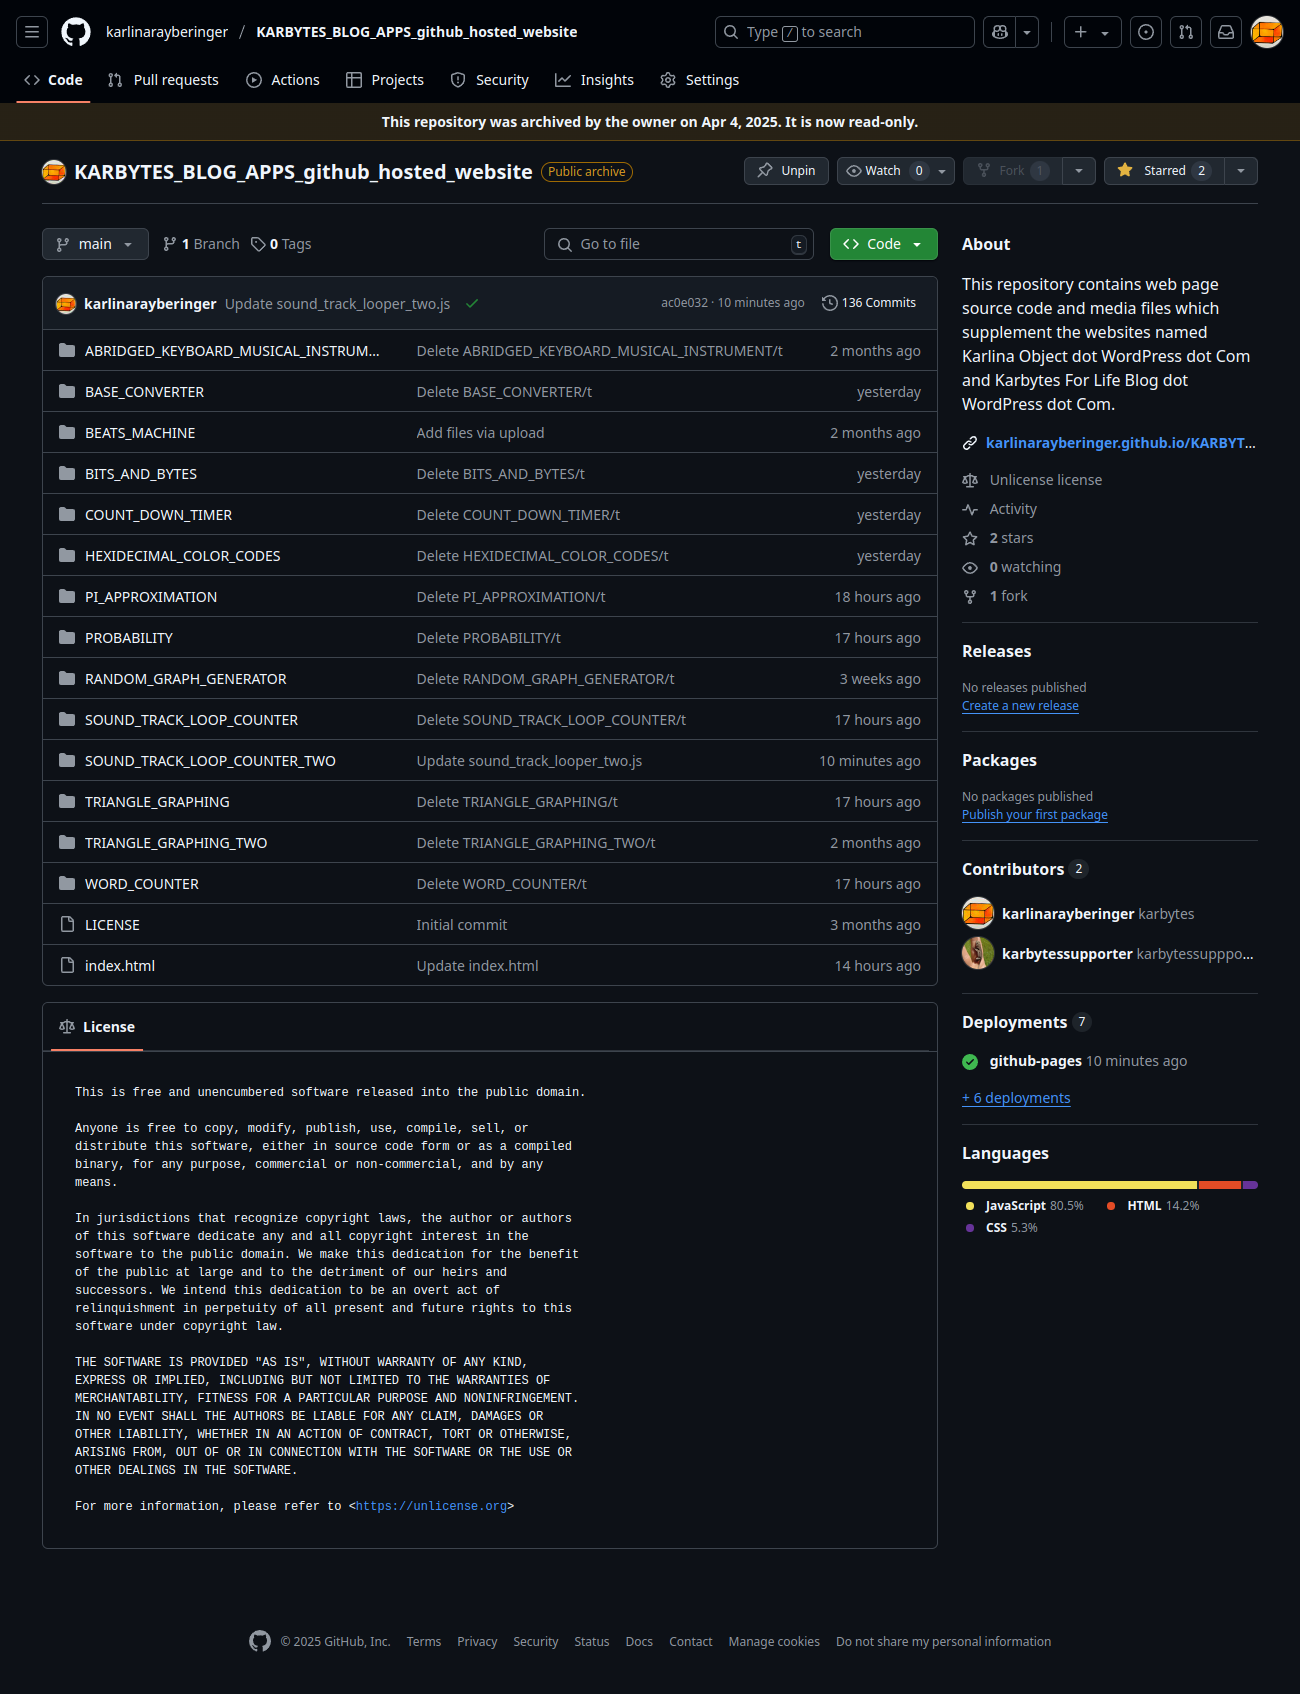 karlinarayberinger / KARBYTES_BLOG_APPS_github_hosted_website
Type / to search
Code Pull requests Actions Projects Security Insights Settings
This repository was archived by the owner on Apr 4, 2025. It is now read-only.
KARBYTES_BLOG_APPS_github_hosted_website Public archive
Unpin Watch 0 Fork 1 Starred 2
main 1 Branch 0 Tags Go to file t Code
karlinarayberinger Update sound_track_looper_two.js ac0e032 · 10 minutes ago 136 Commits
ABRIDGED_KEYBOARD_MUSICAL_INSTRUM... Delete ABRIDGED_KEYBOARD_MUSICAL_INSTRUMENT/t 2 months ago
BASE_CONVERTER Delete BASE_CONVERTER/t yesterday
BEATS_MACHINE Add files via upload 2 months ago
BITS_AND_BYTES Delete BITS_AND_BYTES/t yesterday
COUNT_DOWN_TIMER Delete COUNT_DOWN_TIMER/t yesterday
HEXIDECIMAL_COLOR_CODES Delete HEXIDECIMAL_COLOR_CODES/t yesterday
PI_APPROXIMATION Delete PI_APPROXIMATION/t 18 hours ago
PROBABILITY Delete PROBABILITY/t 17 hours ago
RANDOM_GRAPH_GENERATOR Delete RANDOM_GRAPH_GENERATOR/t 3 weeks ago
SOUND_TRACK_LOOP_COUNTER Delete SOUND_TRACK_LOOP_COUNTER/t 17 hours ago
SOUND_TRACK_LOOP_COUNTER_TWO Update sound_track_looper_two.js 10 minutes ago
TRIANGLE_GRAPHING Delete TRIANGLE_GRAPHING/t 17 hours ago
TRIANGLE_GRAPHING_TWO Delete TRIANGLE_GRAPHING_TWO/t 2 months ago
WORD_COUNTER Delete WORD_COUNTER/t 17 hours ago
LICENSE Initial commit 3 months ago
index.html Update index.html 14 hours ago
License
This is free and unencumbered software released into the public domain.
Anyone is free to copy, modify, publish, use, compile, sell, or
distribute this software, either in source code form or as a compiled
binary, for any purpose, commercial or non-commercial, and by any
means.
In jurisdictions that recognize copyright laws, the author or authors
of this software dedicate any and all copyright interest in the
software to the public domain. We make this dedication for the benefit
of the public at large and to the detriment of our heirs and
successors. We intend this dedication to be an overt act of
relinquishment in perpetuity of all present and future rights to this
software under copyright law.
THE SOFTWARE IS PROVIDED "AS IS", WITHOUT WARRANTY OF ANY KIND,
EXPRESS OR IMPLIED, INCLUDING BUT NOT LIMITED TO THE WARRANTIES OF
MERCHANTABILITY, FITNESS FOR A PARTICULAR PURPOSE AND NONINFRINGEMENT.
IN NO EVENT SHALL THE AUTHORS BE LIABLE FOR ANY CLAIM, DAMAGES OR
OTHER LIABILITY, WHETHER IN AN ACTION OF CONTRACT, TORT OR OTHERWISE,
ARISING FROM, OUT OF OR IN CONNECTION WITH THE SOFTWARE OR THE USE OR
OTHER DEALINGS IN THE SOFTWARE.
For more information, please refer to <https://unlicense.org>
About
This repository contains web page
source code and media files which
supplement the websites named
Karlina Object dot WordPress dot Com
and Karbytes For Life Blog dot
WordPress dot Com.
karlinarayberinger.github.io/KARBYT...
Unlicense license
Activity
2 stars
0 watching
1 fork
Releases
No releases published
Create a new release
Packages
No packages published
Publish your first package
Contributors 2
karlinarayberinger karbytes
karbytessupporter karbytessupppo...
Deployments 7
github-pages 10 minutes ago
+ 6 deployments
Languages
JavaScript 80.5% HTML 14.2%
CSS 5.3%
© 2025 GitHub, Inc. Terms Privacy Security Status Docs Contact Manage cookies Do not share my personal information